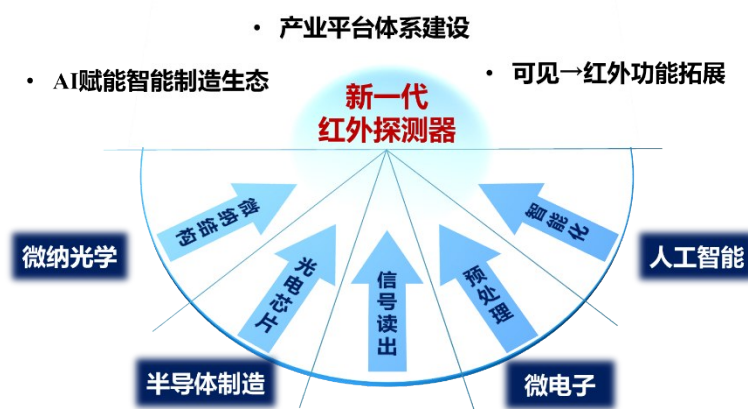 • 产业平台体系建设
• AI赋能智能制造生态
• 可见→红外功能拓展
新一代
红外探测器
微纳结构
光电芯片
信号读出
预处理
智能化
微纳光学
人工智能
半导体制造
微电子